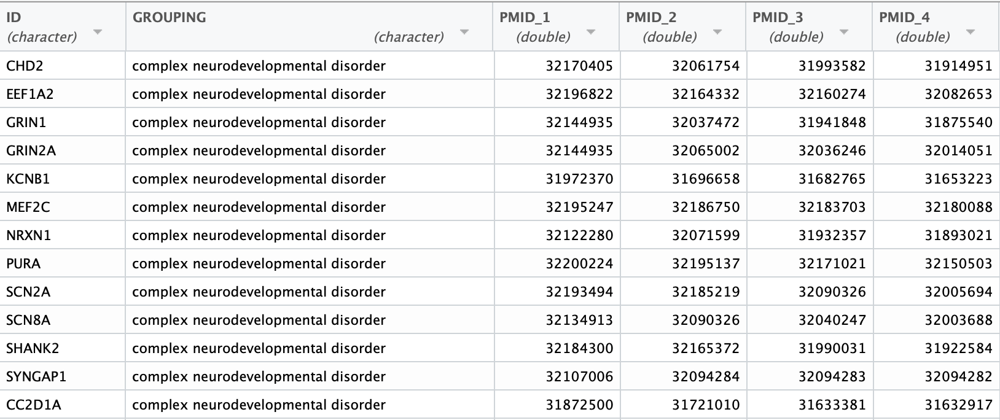 ID GROUPING PMID_1 PMID_2 PMID_3 PMID_4
(character) (character) (double) (double) (double) (double)
CHD2 complex neurodevelopmental disorder 32170405 32061754 31993582 31914951
EEF1A2 complex neurodevelopmental disorder 32196822 32164332 32160274 32082653
GRIN1 complex neurodevelopmental disorder 32144935 32037472 31941848 31875540
GRIN2A complex neurodevelopmental disorder 32144935 32065002 32036246 32014051
KCNB1 complex neurodevelopmental disorder 31972370 31696658 31682765 31653223
MEF2C complex neurodevelopmental disorder 32195247 32186750 32183703 32180088
NRXN1 complex neurodevelopmental disorder 32122280 32071599 31932357 31893021
PURA complex neurodevelopmental disorder 32200224 32195137 32171021 32150503
SCN2A complex neurodevelopmental disorder 32193494 32185219 32090326 32005694
SCN8A complex neurodevelopmental disorder 32134913 32090326 32040247 32003688
SHANK2 complex neurodevelopmental disorder 32184300 32165372 31990031 31922584
SYNGAP1 complex neurodevelopmental disorder 32107006 32094284 32094283 32094282
CC2D1A complex neurodevelopmental disorder 31872500 31721010 31633381 31632917